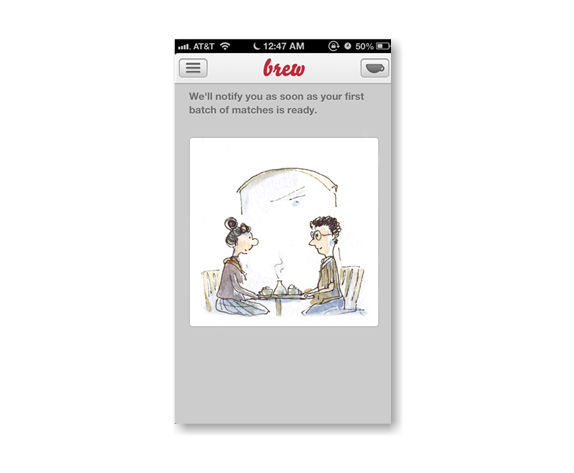 AT&T 12:47 AM 50%
brew
We'll notify you as soon as your first
batch of matches is ready.